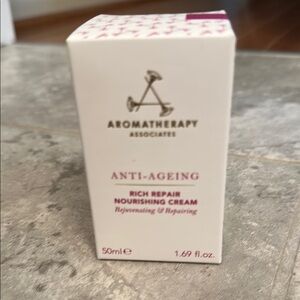 AROMATHERAPY
ASSOCIATES
ANTI-AGEING
RICH REPAIR
NOURISHING CREAM
Rejuvenating & Repairing
50ml e 1.69 fl.oz.